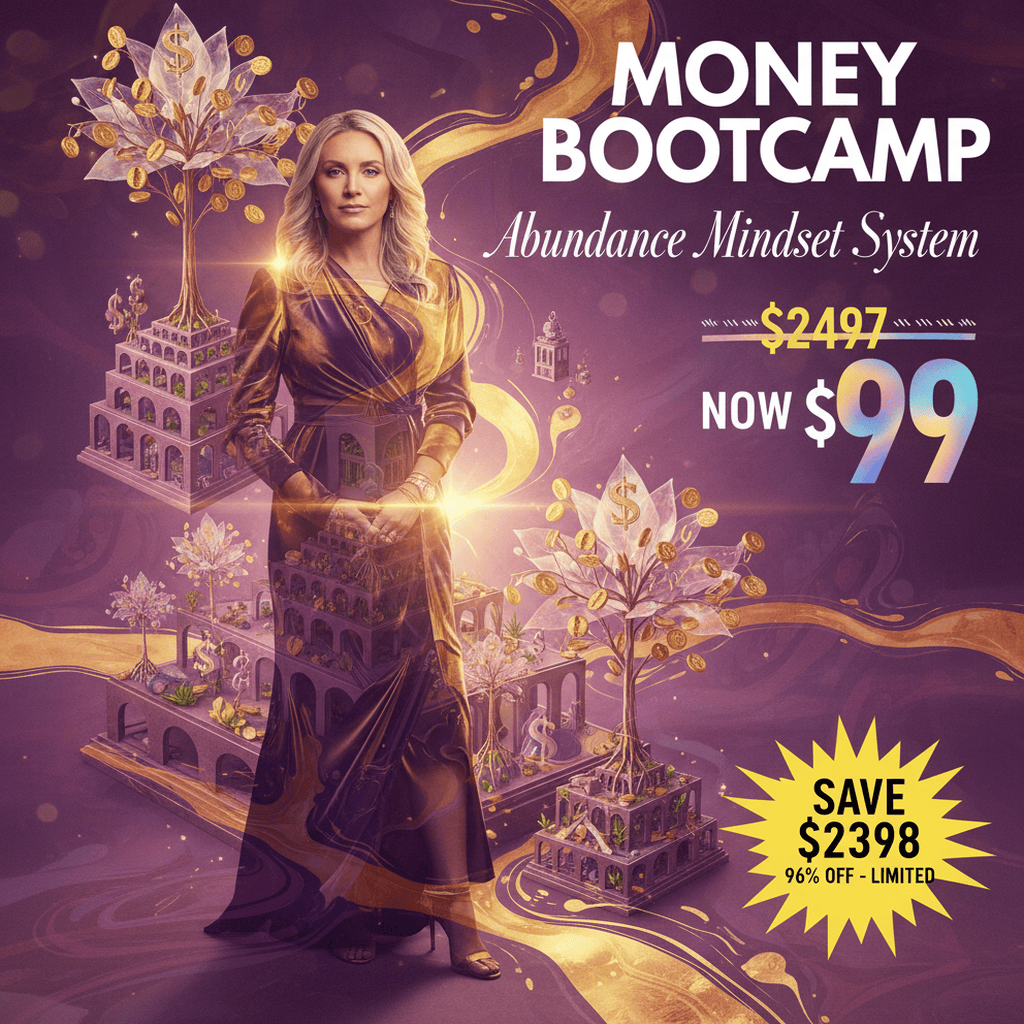 MONEY
BOOTCAMP
Abundance Mindset System
$2497
NOW $99
SAVE
$2398
96% OFF - LIMITED